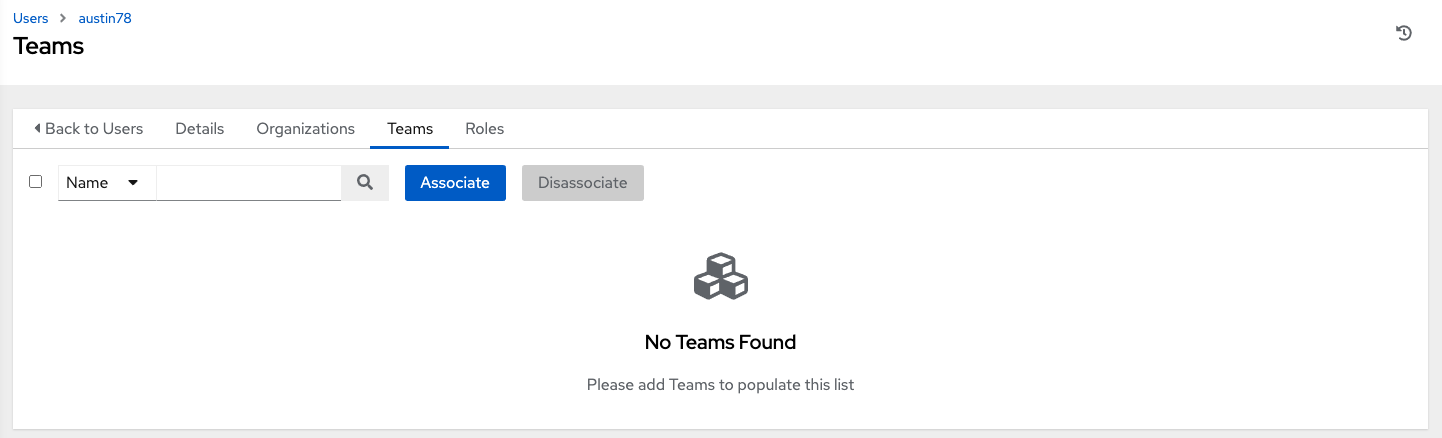 Users > austin78
Teams
Back to Users Details Organizations Teams Roles
Name Associate Disassociate
No Teams Found
Please add Teams to populate this list